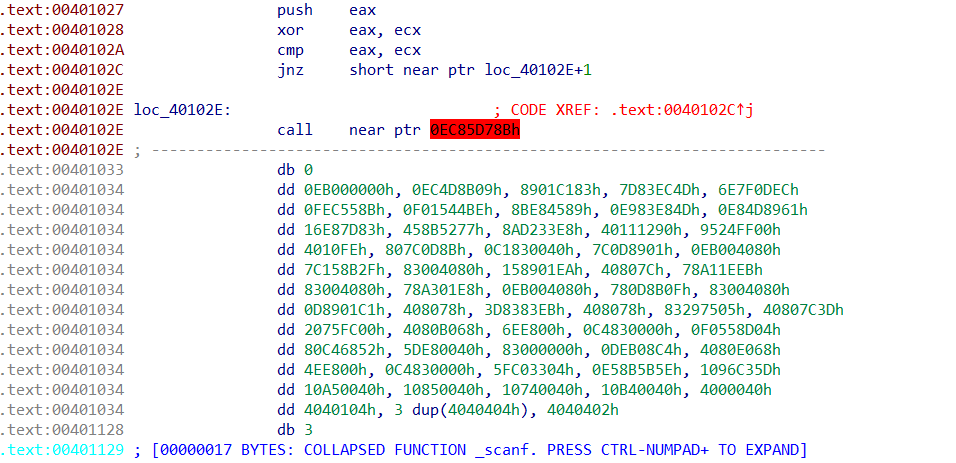 .text:00401027 push eax
.text:00401028 xor eax, ecx
.text:0040102A cmp eax, ecx
.text:0040102C jnz short near ptr loc_40102E+1
.text:0040102E
.text:0040102E loc_40102E: ; CODE XREF: .text:0040102C↑j
.text:0040102E call near ptr 0EC85D78Bh
.text:0040102E ; ---------------------------------------------------------------------------
.text:00401033 db 0
.text:00401034 dd 0EB000000h, 0EC4D8B09h, 8901C183h, 7D83EC4Dh, 6E7F0DECh
.text:00401034 dd 0FEC558Bh, 0F01544BEh, 8BE84589h, 0E983E84Dh, 0E84D8961h
.text:00401034 dd 16E87D83h, 458B5277h, 8AD233E8h, 40111290h, 9524FF00h
.text:00401034 dd 4010FEh, 807C0D8Bh, 0C1830040h, 7C0D8901h, 0EB004080h
.text:00401034 dd 7C158B2Fh, 83004080h, 158901EAh, 40807Ch, 78A11EEBh
.text:00401034 dd 83004080h, 78A301E8h, 0EB004080h, 780D8B0Fh, 83004080h
.text:00401034 dd 0D8901C1h, 408078h, 3D8383EBh, 408078h, 83297505h, 40807C3Dh
.text:00401034 dd 2075FC00h, 4080B068h, 6EE800h, 0C4830000h, 0F0558D04h
.text:00401034 dd 80C46852h, 5DE80040h, 83000000h, 0DEB08C4h, 4080E068h
.text:00401034 dd 4EE800h, 0C4830000h, 5FC03304h, 0E58B5B5Eh, 1096C35Dh
.text:00401034 dd 10A50040h, 10850040h, 10740040h, 10B40040h, 4000040h
.text:00401034 dd 4040104h, 3 dup(4040404h), 4040402h
.text:00401128 db 3
.text:00401129 ; [00000017 BYTES: COLLAPSED FUNCTION _scanf. PRESS CTRL-NUMPAD+ TO EXPAND]